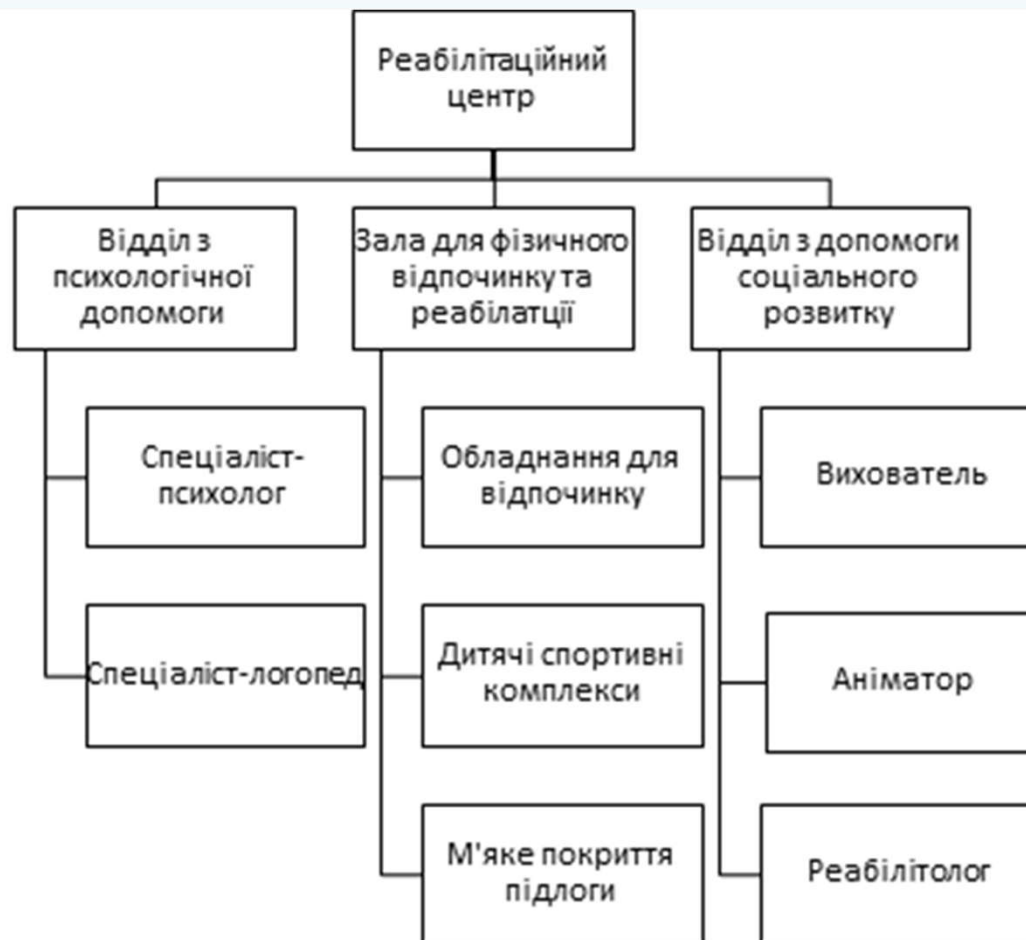 Реабілітаційний
центр
Відділ з
психологічної
допомоги
Зала для фізичного
відпочинку та
реабілатції
Відділ з допомоги
соціального
розвитку
Спеціаліст-
психолог
Обладнання для
відпочинку
Вихователь
Спеціаліст-логопед
Дитячі спортивні
комплекси
Аніматор
М'яке покриття
підлоги
Реабілітолог